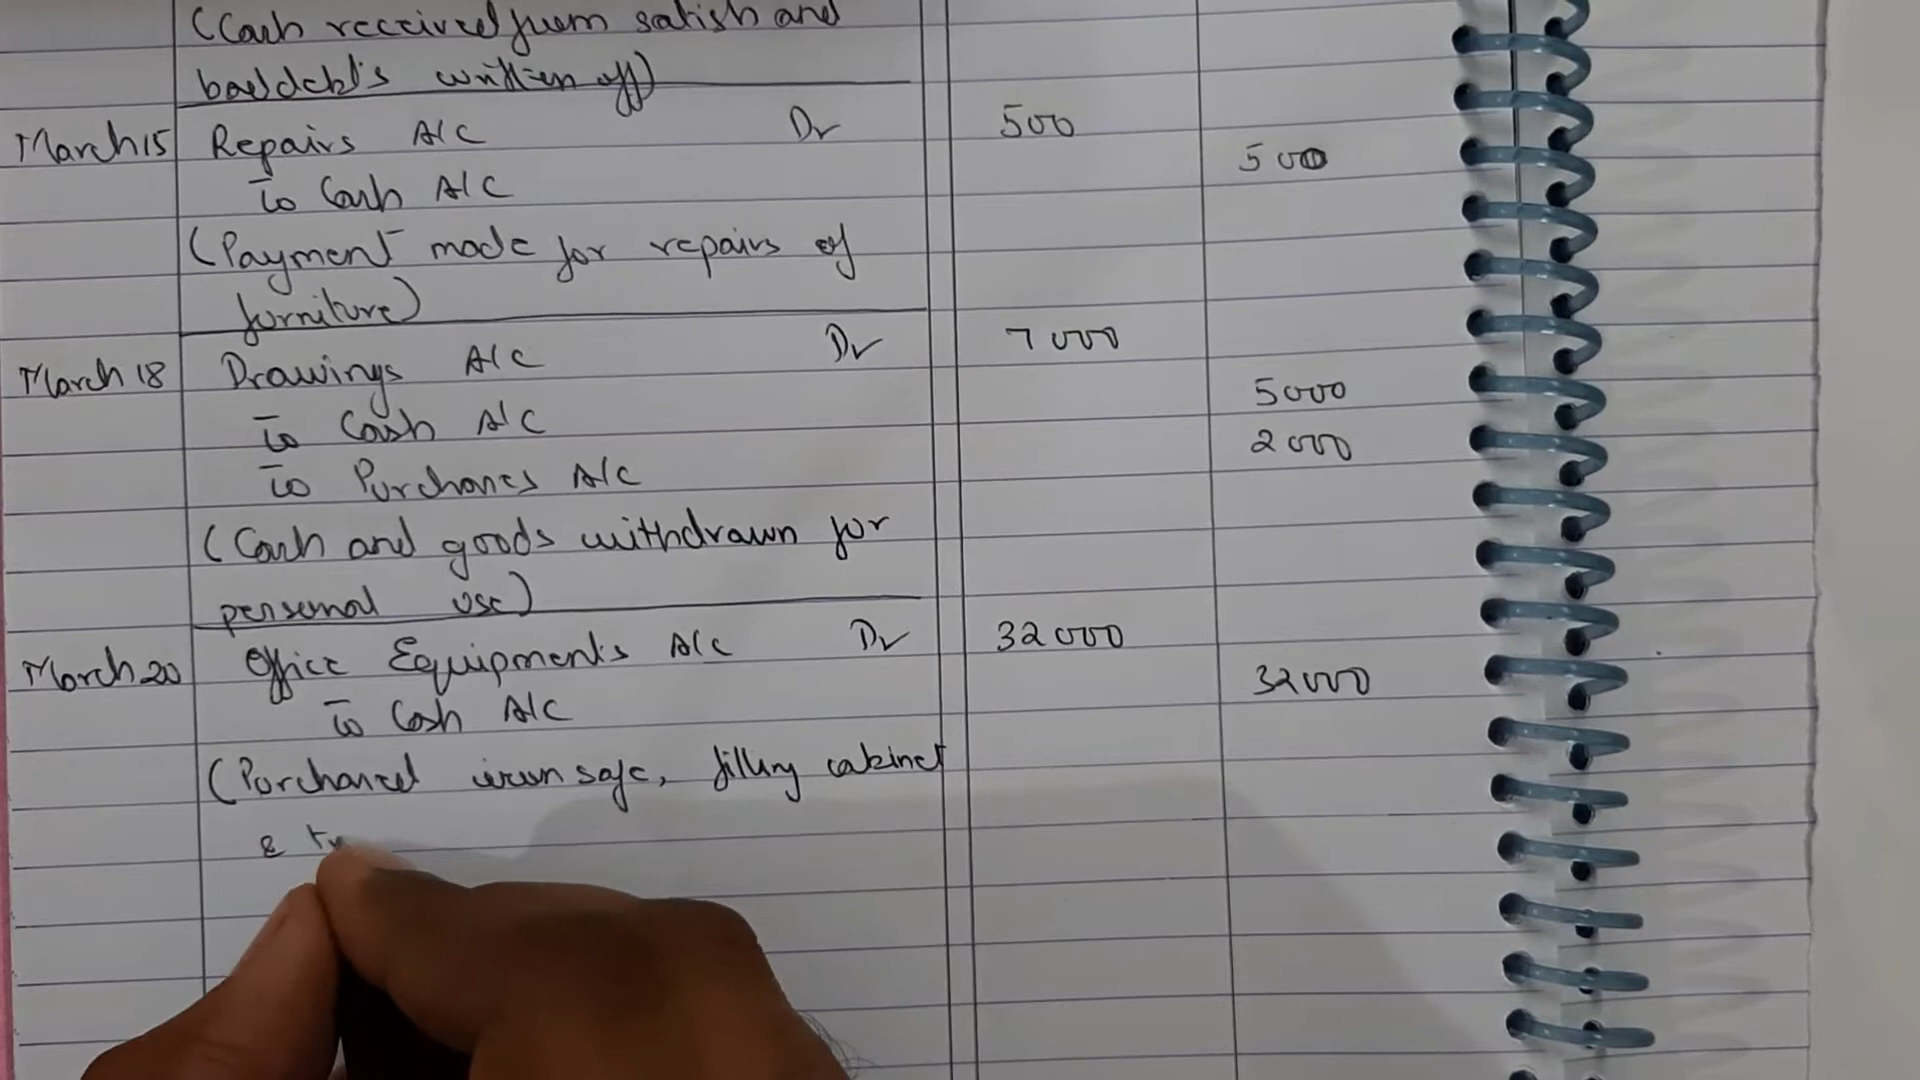 (Cash received from satish and
baddebt's written off)
March 15 Repairs A/C Dr 500
To Cash A/C 500
(Payment made for repairs of
furniture)
March 18 Drawings A/C Dr 7000
To Cash A/C 5000
To Purchases A/C 2000
(Cash and goods withdrawn for
personal use)
March 20 Office Equipments A/C Dr 32000
To Cash A/C 32000
(Purchased iron safe, filling cabinet
& ty